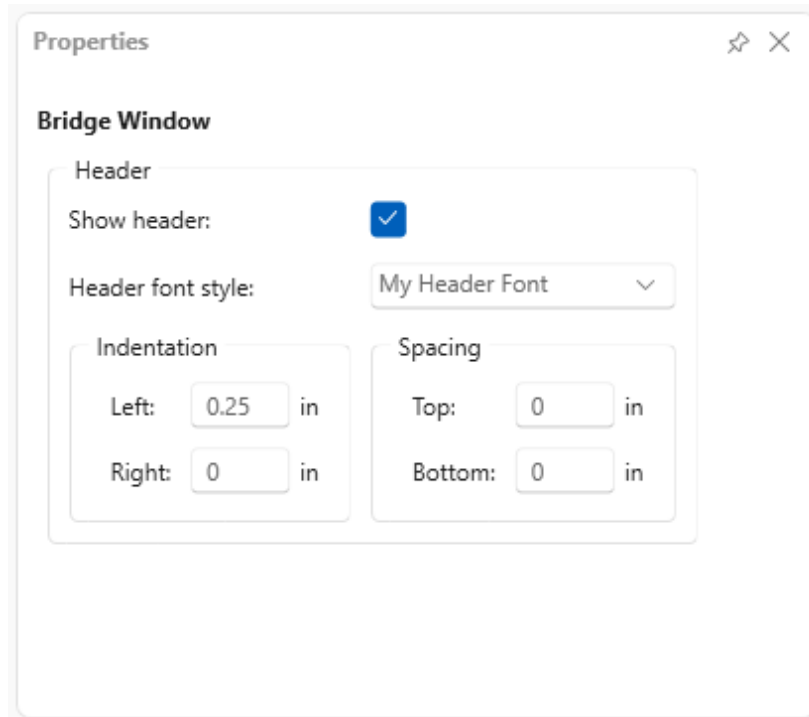 Properties
Bridge Window
Header
Show header:
Header font style: My Header Font
Indentation
Left: 0.25 in
Right: 0 in
Spacing
Top: 0 in
Bottom: 0 in